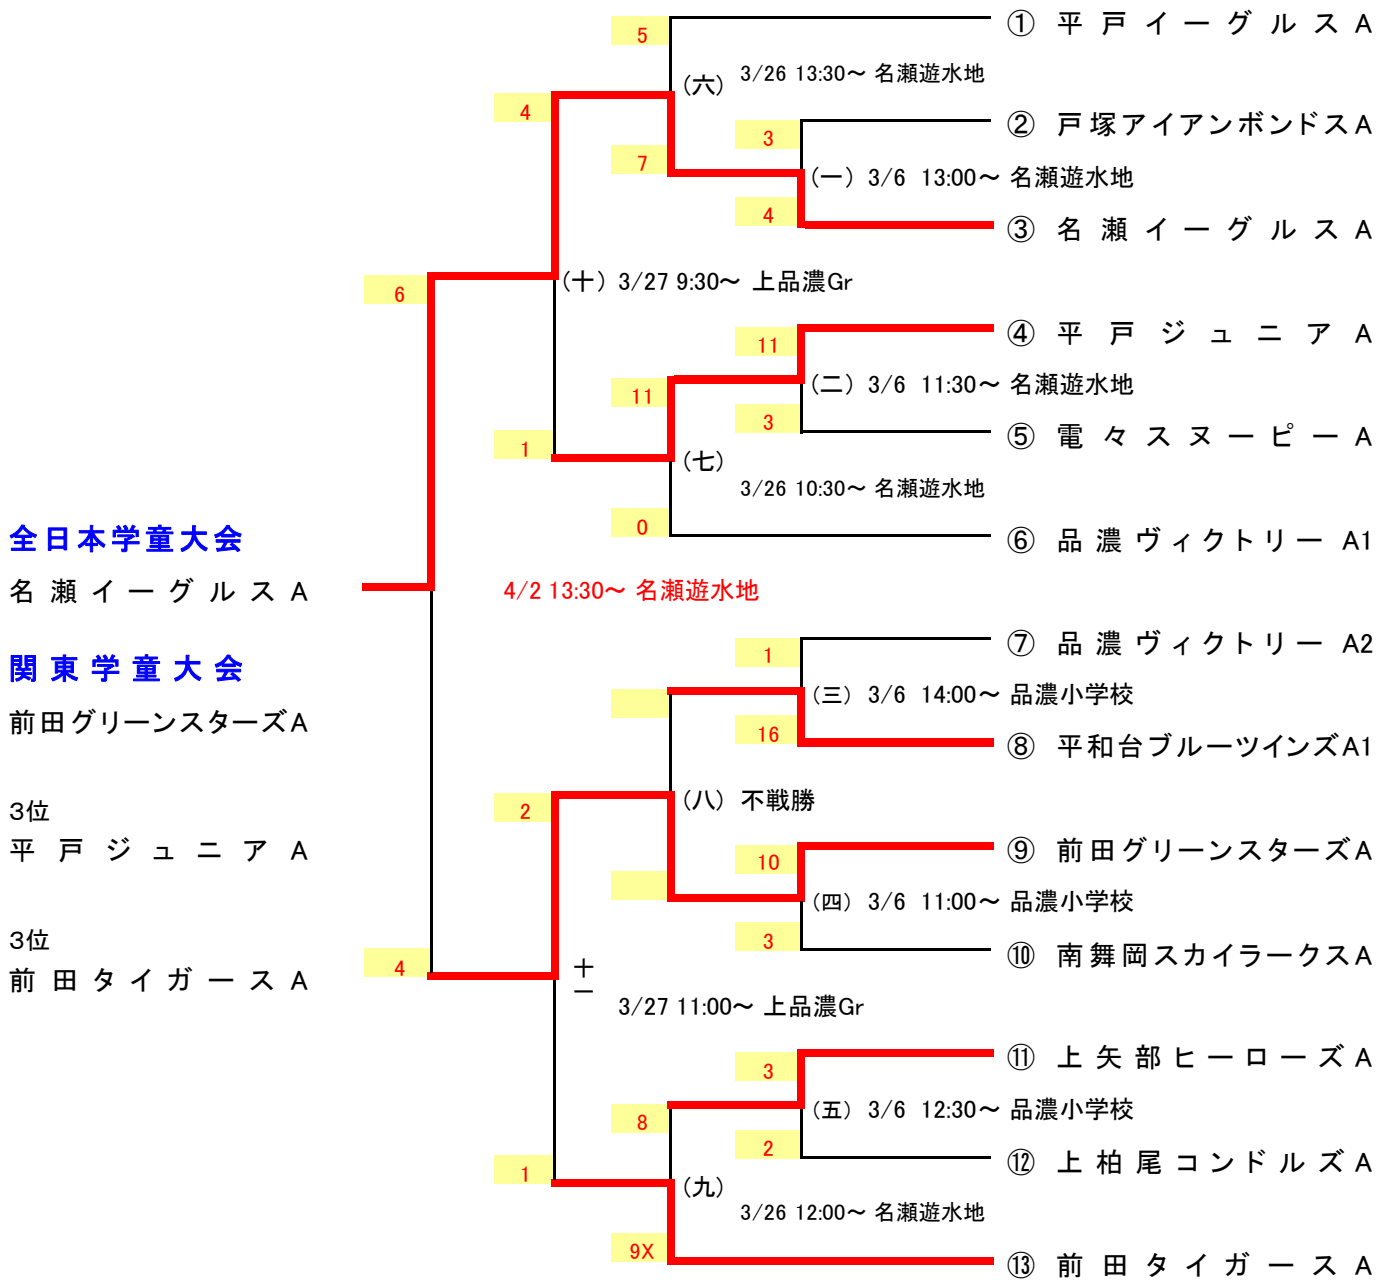 5
① 平戸イーグルスA
(六) 3/26 13:30～ 名瀬遊水地
4
3
② 戸塚アイアンボンドスA
7
(一) 3/6 13:00～ 名瀬遊水地
4
③ 名瀬イーグルスA
6
(十) 3/27 9:30～ 上品濃Gr
11
④ 平戸ジュニアA
11
(二) 3/6 11:30～ 名瀬遊水地
3
⑤ 電々スヌーピーA
1
(七)
3/26 10:30～ 名瀬遊水地
0
⑥ 品濃ヴィクトリー A1
全日本学童大会
名瀬イーグルスA
4/2 13:30～ 名瀬遊水地
関東学童大会
前田グリーンスターズA
1
⑦ 品濃ヴィクトリー A2
(三) 3/6 14:00～ 品濃小学校
16
⑧ 平和台ブルーツインズA1
3位
平戸ジュニアA
2
(八) 不戦勝
10
⑨ 前田グリーンスターズA
(四) 3/6 11:00～ 品濃小学校
3
⑩ 南舞岡スカイラークスA
3位
前田タイガースA
4
十一
3/27 11:00～ 上品濃Gr
3
⑪ 上矢部ヒーローズA
8
(五) 3/6 12:30～ 品濃小学校
2
⑫ 上柏尾コンドルズA
1
(九)
3/26 12:00～ 名瀬遊水地
9X
⑬ 前田タイガースA